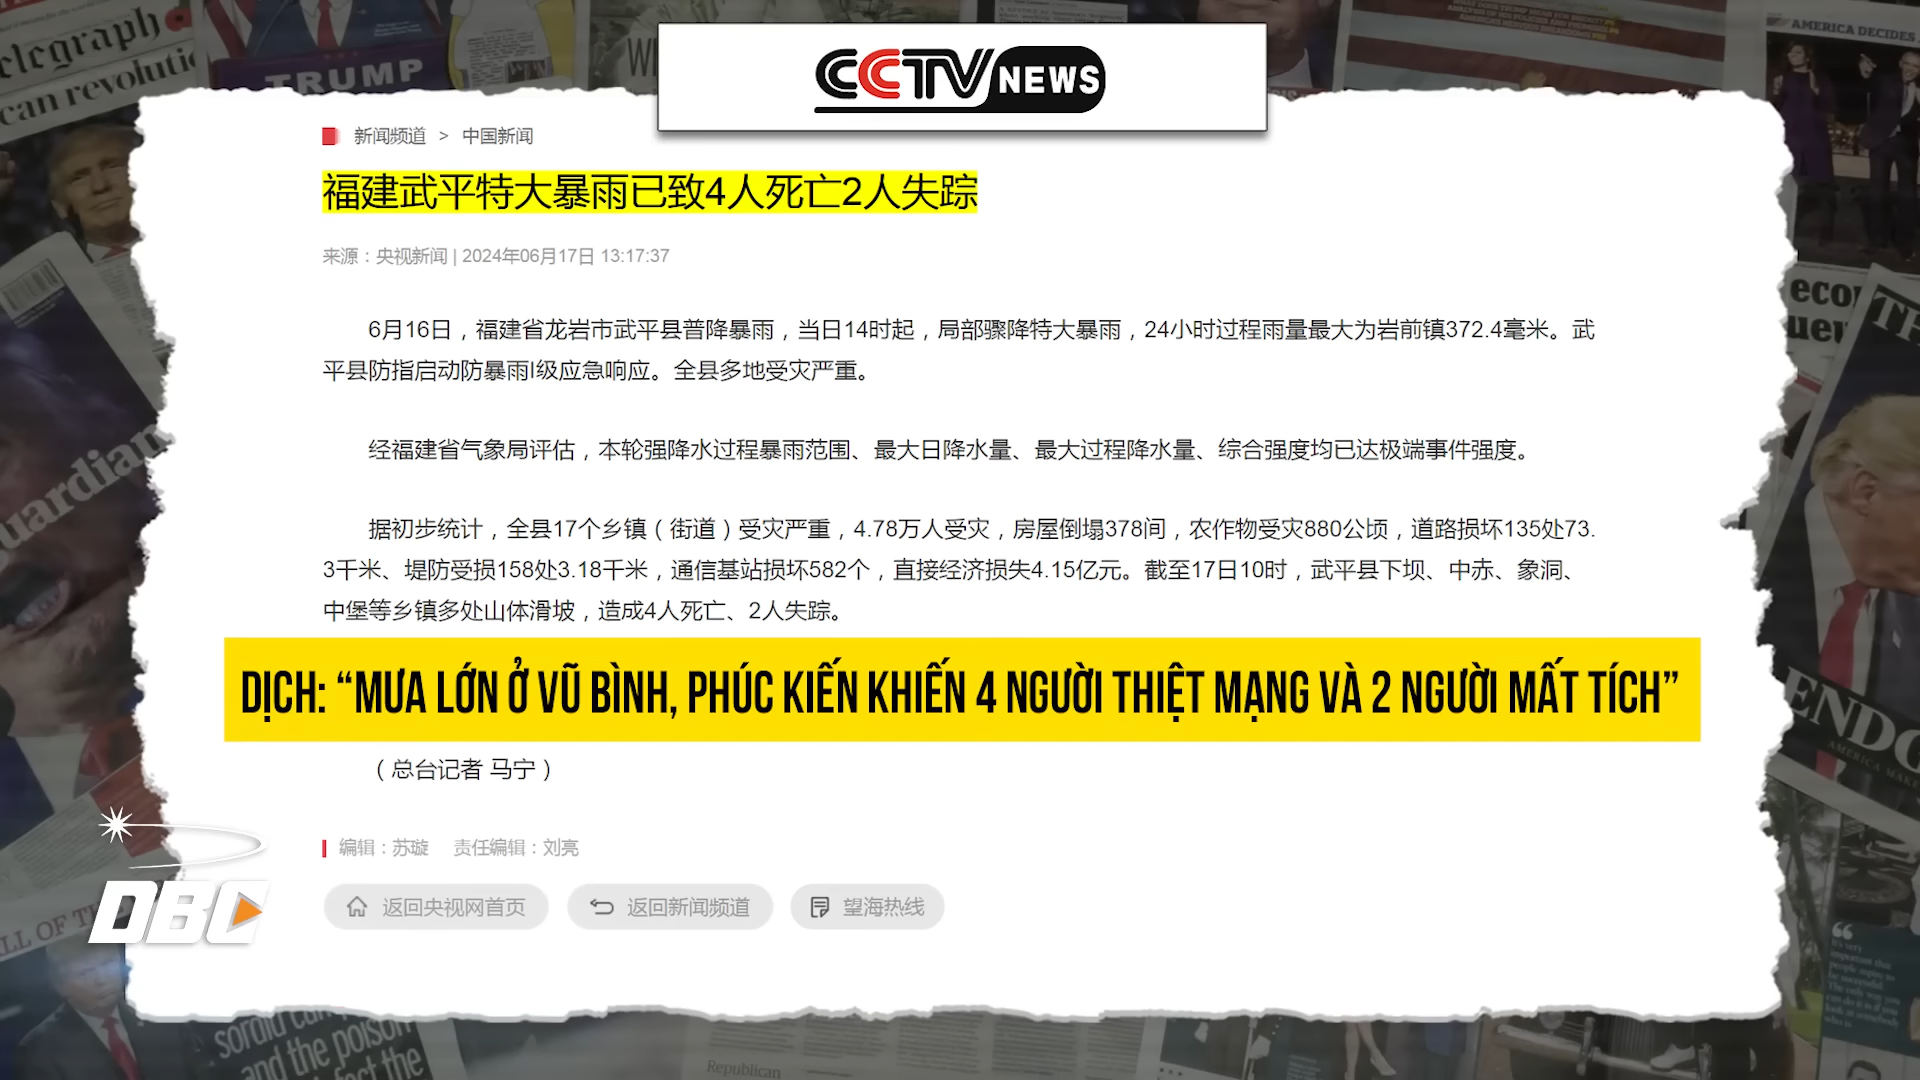 elegraph
can revolutio
TRUMP
AMERICA DECIDES
CCTV NEWS
新闻频道 > 中国新闻
福建武平特大暴雨已致4人死亡2人失踪
来源：央视新闻 | 2024年06月17日 13:17:37
6月16日，福建省龙岩市武平县普降暴雨，当日14时起，局部骤降特大暴雨，24小时过程雨量最大为岩前镇372.4毫米。武
平县防指启动防暴雨Ⅰ级应急响应。全县多地受灾严重。
经福建省气象局评估，本轮强降水过程暴雨范围、最大日降水量、最大过程降水量、综合强度均已达极端事件强度。
据初步统计，全县17个乡镇（街道）受灾严重，4.78万人受灾，房屋倒塌378间，农作物受灾880公顷，道路损坏135处73.
3千米、堤防受损158处3.18千米，通信基站损坏582个，直接经济损失4.15亿元。截至17日10时，武平县下坝、中赤、象洞、
中堡等乡镇多处山体滑坡，造成4人死亡、2人失踪。
DỊCH: “MƯA LỚN Ở VŨ BÌNH, PHÚC KIẾN KHIẾN 4 NGƯỜI THIỆT MẠNG VÀ 2 NGƯỜI MẤT TÍCH”
（总台记者 马宁）
编辑：苏璇 责任编辑：刘亮
返回央视网首页 返回新闻频道 望海热线
DBC
uardian
ENDO
sordid
and the poison
Republican